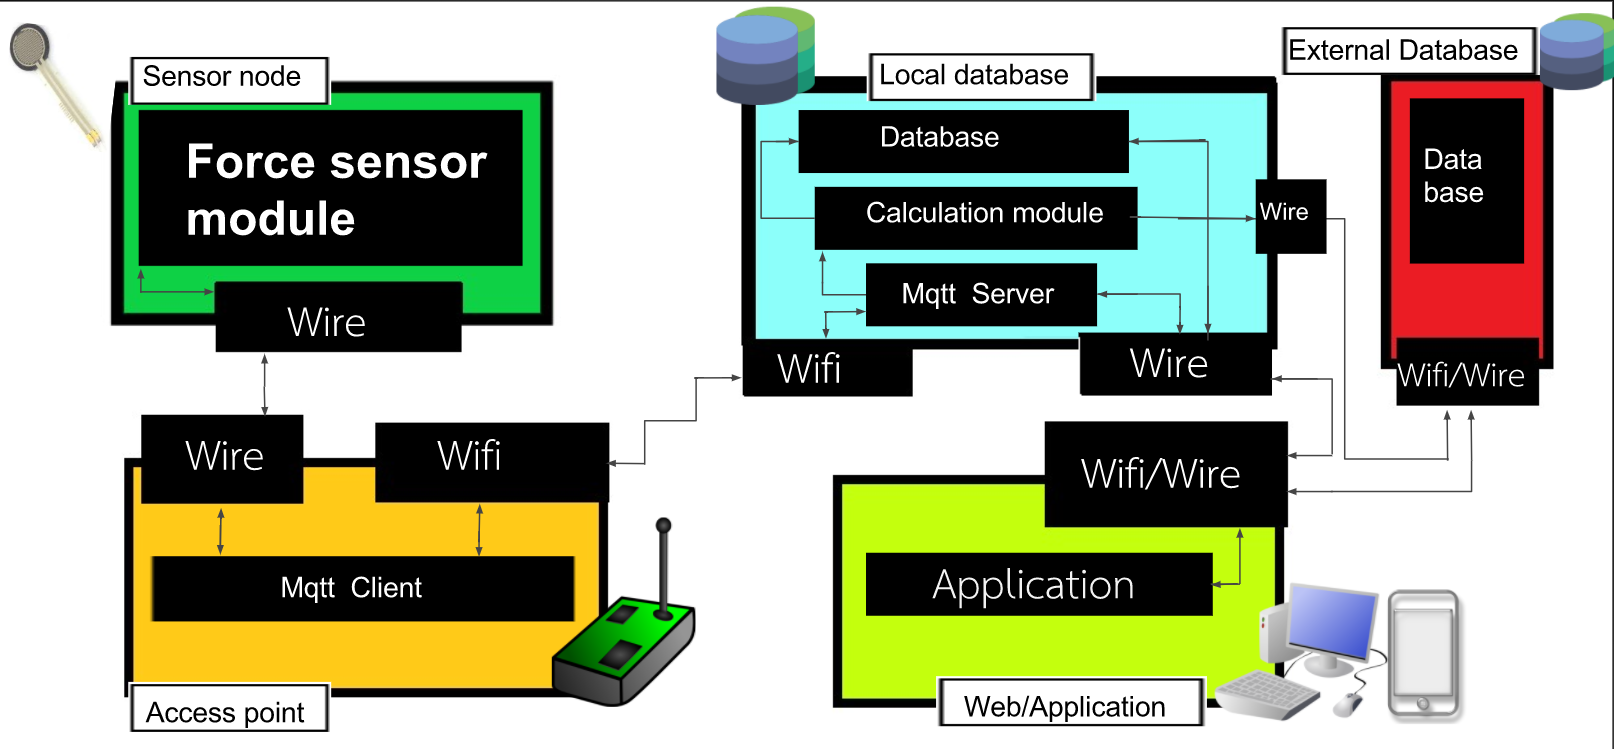 Sensor node
Force sensor
module
Wire
Wire
Wifi
Mqtt Client
Access point
Local database
Database
Calculation module
Wire
Mqtt Server
Wifi
Wire
External Database
Data
base
Wifi/Wire
Wifi/Wire
Application
Web/Application